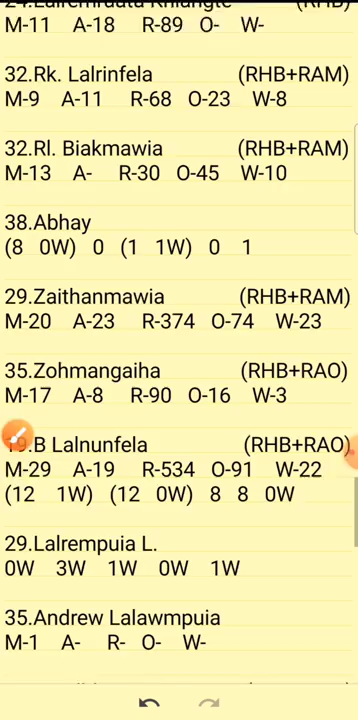 M-11 A-18 R-89 O- W-
32.Rk. Lalrinfela (RHB+RAM)
M-9 A-11 R-68 O-23 W-8
32.Rl. Biakmawia (RHB+RAM)
M-13 A- R-30 O-45 W-10
38.Abhay
(8 0W) 0 (1 1W) 0 1
29.Zaithanmawia (RHB+RAM)
M-20 A-23 R-374 O-74 W-23
35.Zohmangaiha (RHB+RAO)
M-17 A-8 R-90 O-16 W-3
19.B Lalnunfela (RHB+RAO)
M-29 A-19 R-534 O-91 W-22
(12 1W) (12 0W) 8 8 0W
29.Lalrempuia L.
0W 3W 1W 0W 1W
35.Andrew Lalawmpuia
M-1 A- R- O- W-